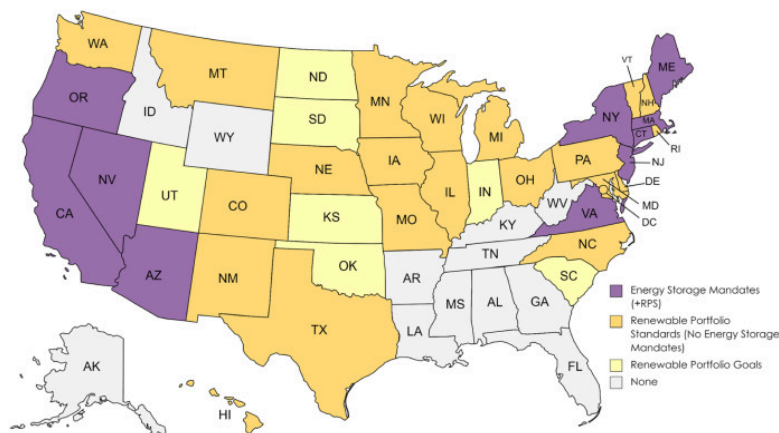 WA
MT
ND
MN
VT
ME
OR
ID
SD
WI
MI
NY
NH
MA
CT
RI
WY
IA
PA
NJ
NV
NE
IL
IN
OH
DE
CA
UT
CO
KS
MO
WV
VA
MD
DC
KY
AZ
NM
OK
AR
TN
NC
SC
TX
LA
MS
AL
GA
FL
AK
HI
Energy Storage Mandates
(+RPS)
Renewable Portfolio
Standards (No Energy Storage
Mandates)
Renewable Portfolio Goals
None